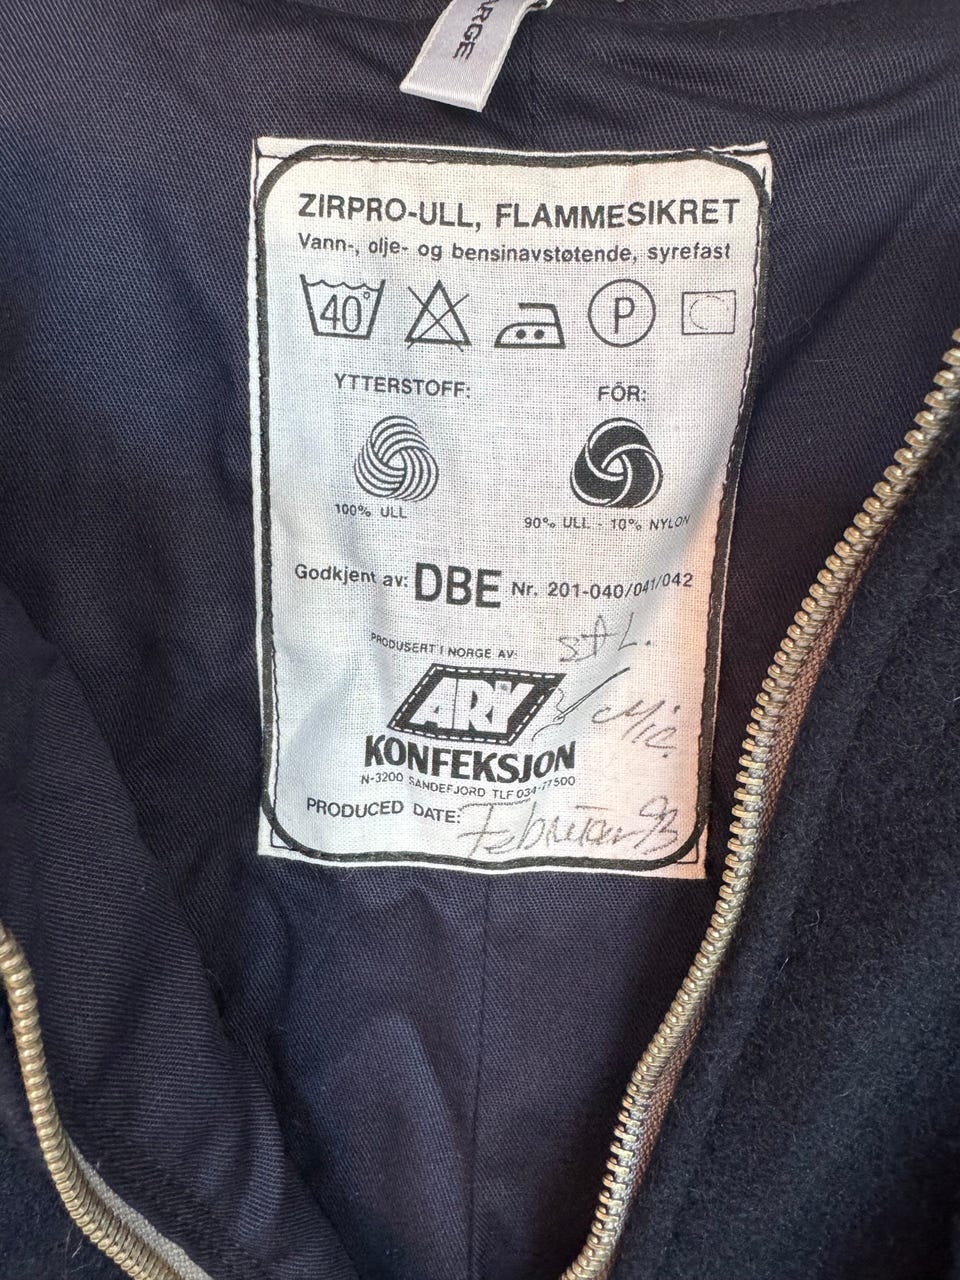 ARGE
ZIRPRO-ULL, FLAMMESIKRET
Vann-, olje- og bensinavstøtende, syrefast
40°
P
YTTERSTOFF:
FÔR:
100% ULL
90% ULL - 10% NYLON
Godkjent av: DBE Nr. 201-040/041/042
PRODUSERT I NORGE AV:
ARY
KONFEKSJON
N-3200 SANDEFJORD TLF 034-77500
PRODUCED DATE: Februar 93